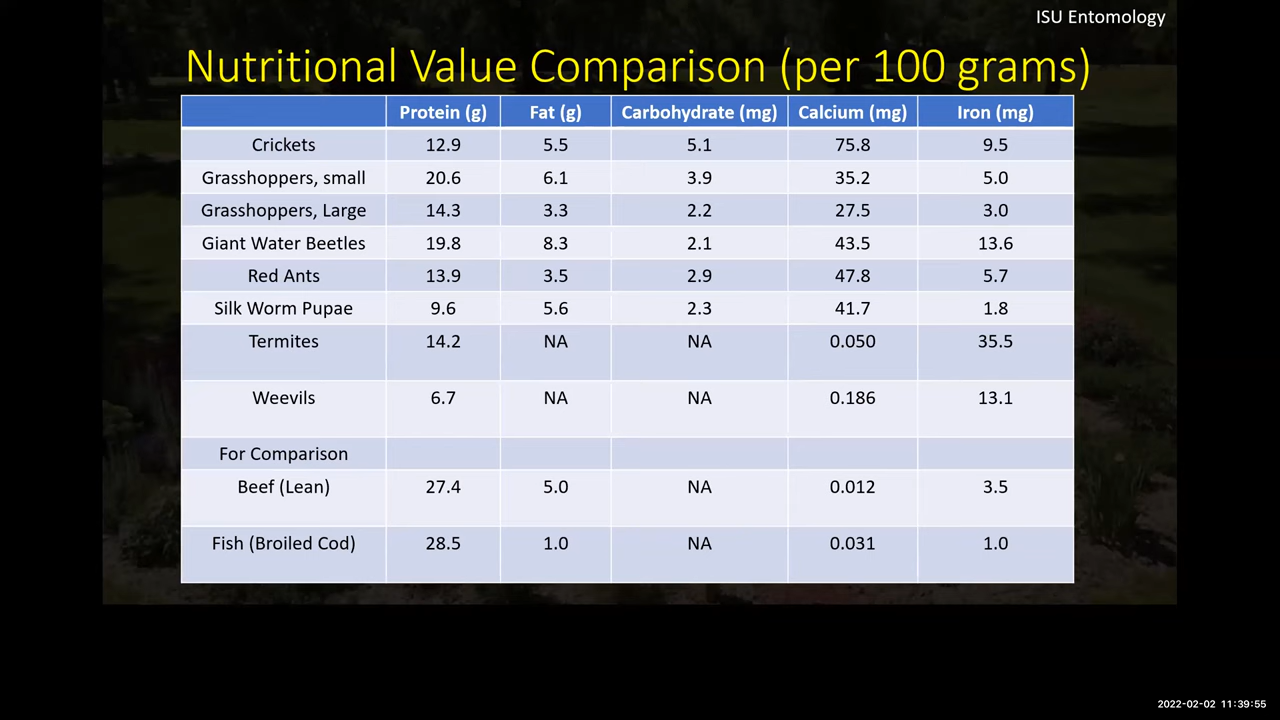 ISU Entomology
Nutritional Value Comparison (per 100 grams)
Protein (g) Fat (g) Carbohydrate (mg) Calcium (mg) Iron (mg)
Crickets 12.9 5.5 5.1 75.8 9.5
Grasshoppers, small 20.6 6.1 3.9 35.2 5.0
Grasshoppers, Large 14.3 3.3 2.2 27.5 3.0
Giant Water Beetles 19.8 8.3 2.1 43.5 13.6
Red Ants 13.9 3.5 2.9 47.8 5.7
Silk Worm Pupae 9.6 5.6 2.3 41.7 1.8
Termites 14.2 NA NA 0.050 35.5
Weevils 6.7 NA NA 0.186 13.1
For Comparison
Beef (Lean) 27.4 5.0 NA 0.012 3.5
Fish (Broiled Cod) 28.5 1.0 NA 0.031 1.0
2022-02-02 11:39:55